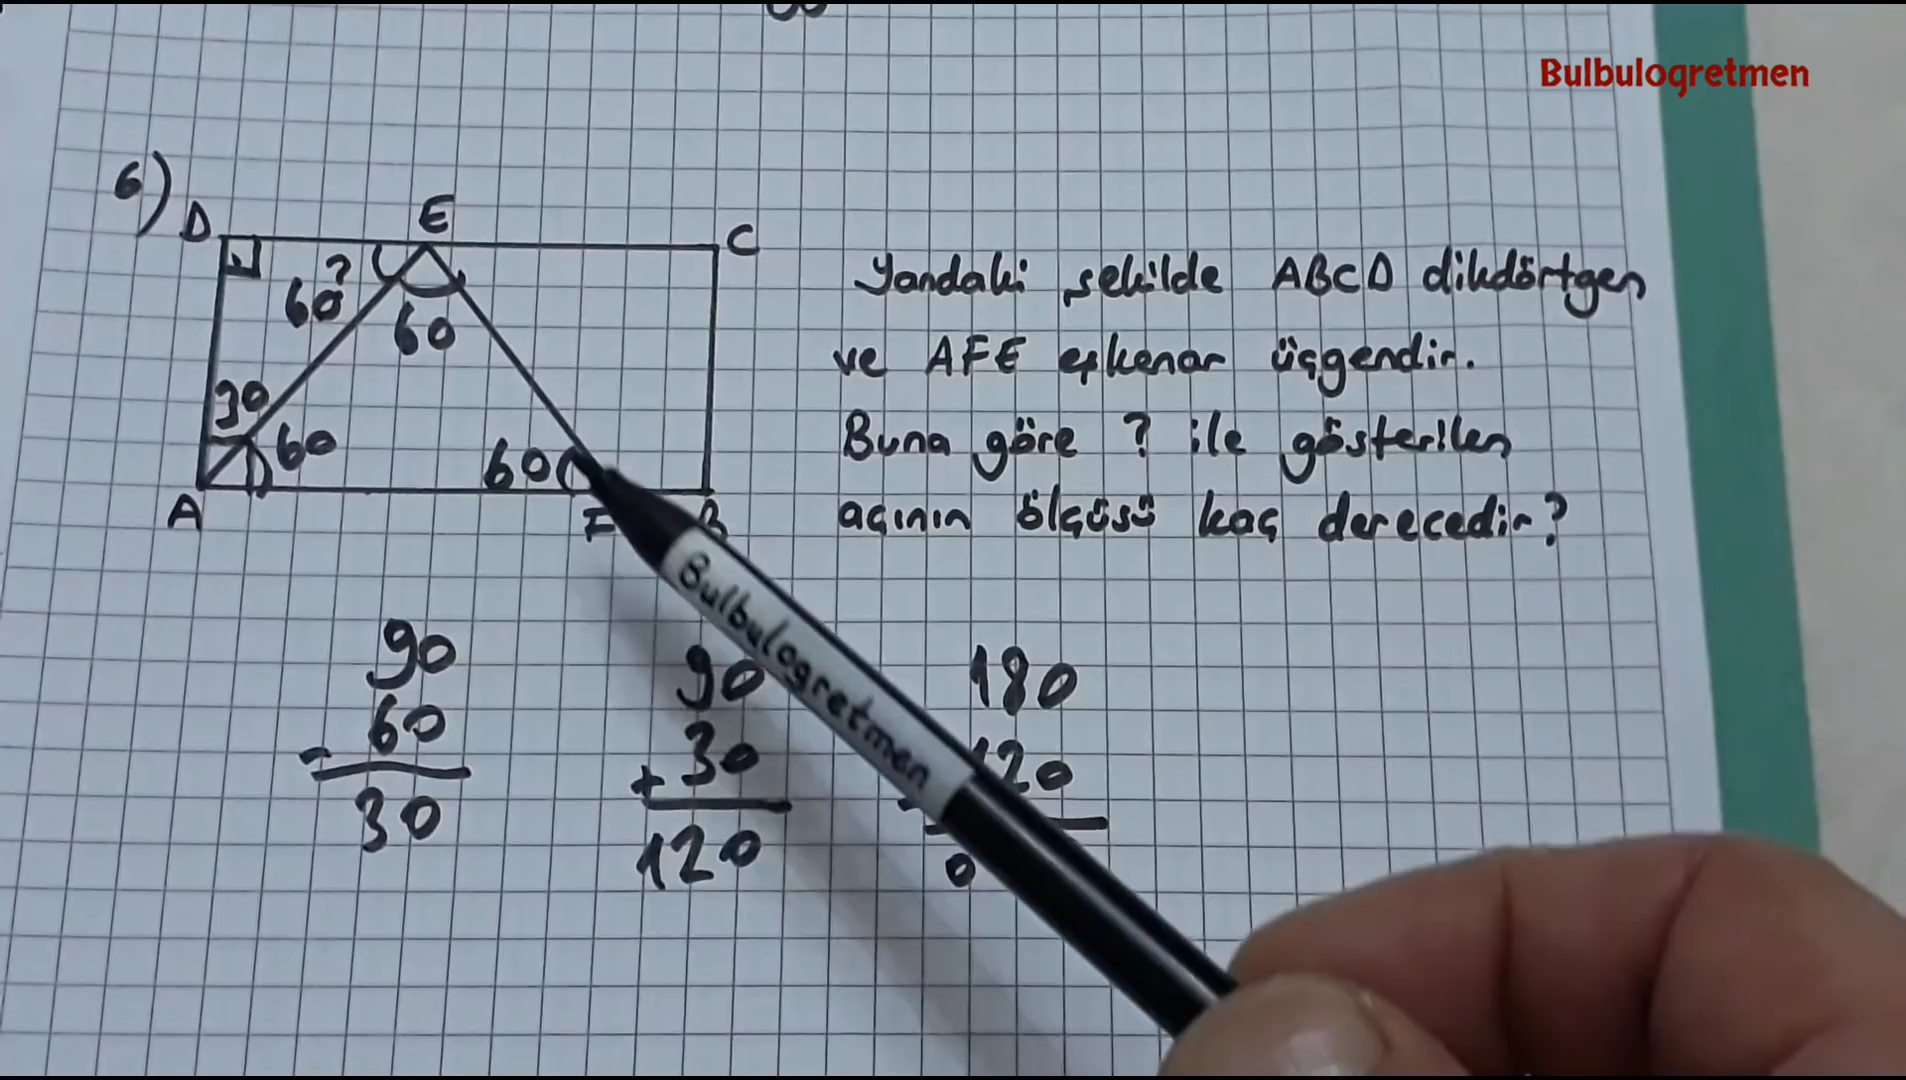 Bulbulogretmen
6)
D E C
60 ?
60
30
60 60
A F B
Yandaki şekilde ABCD dikdörtgen
ve AFE eşkenar üçgendir.
Buna göre ? ile gösterilen
açının ölçüsü kaç derecedir?
Bulbulogretmen
90
- 60
30
90
+ 30
120
180
- 120
0